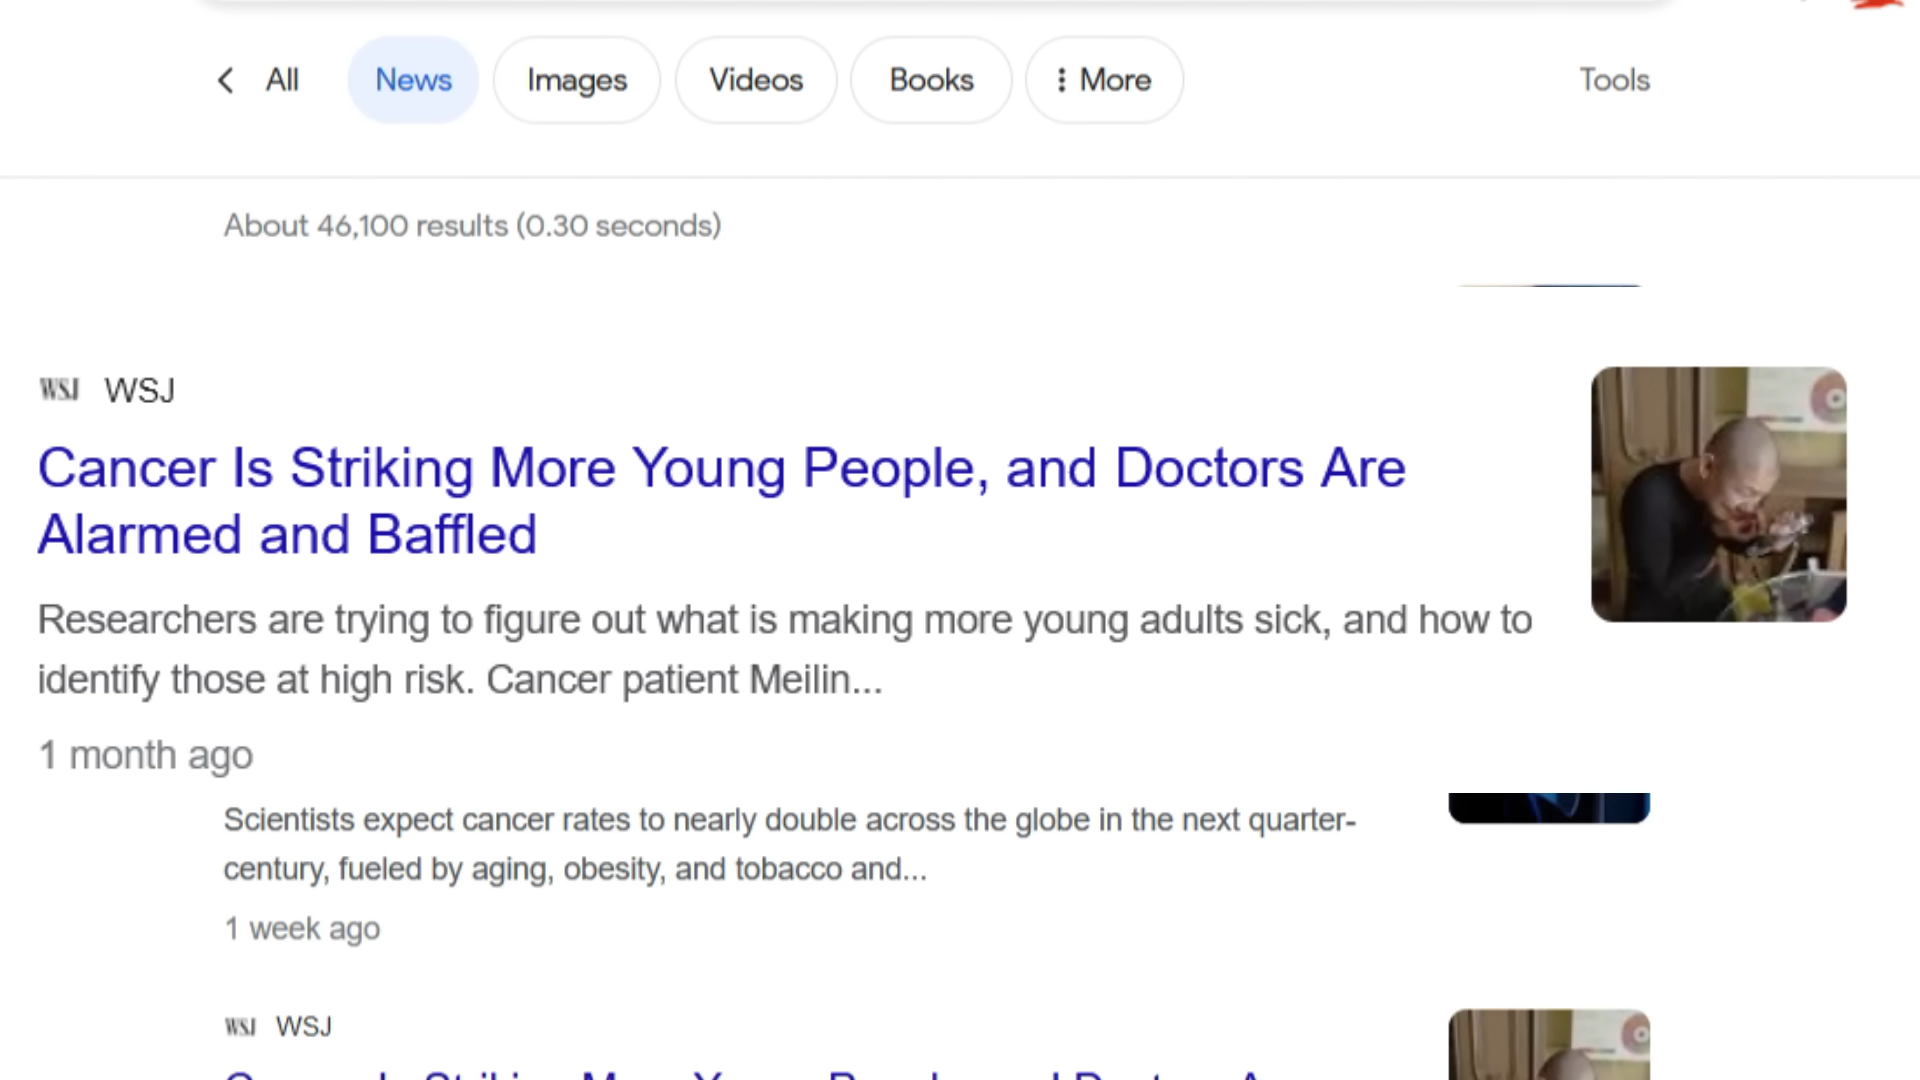 All News Images Videos Books More Tools
About 46,100 results (0.30 seconds)
WSJ WSJ
Cancer Is Striking More Young People, and Doctors Are
Alarmed and Baffled
Researchers are trying to figure out what is making more young adults sick, and how to
identify those at high risk. Cancer patient Meilin...
1 month ago
Scientists expect cancer rates to nearly double across the globe in the next quarter-
century, fueled by aging, obesity, and tobacco and...
1 week ago
WSJ WSJ